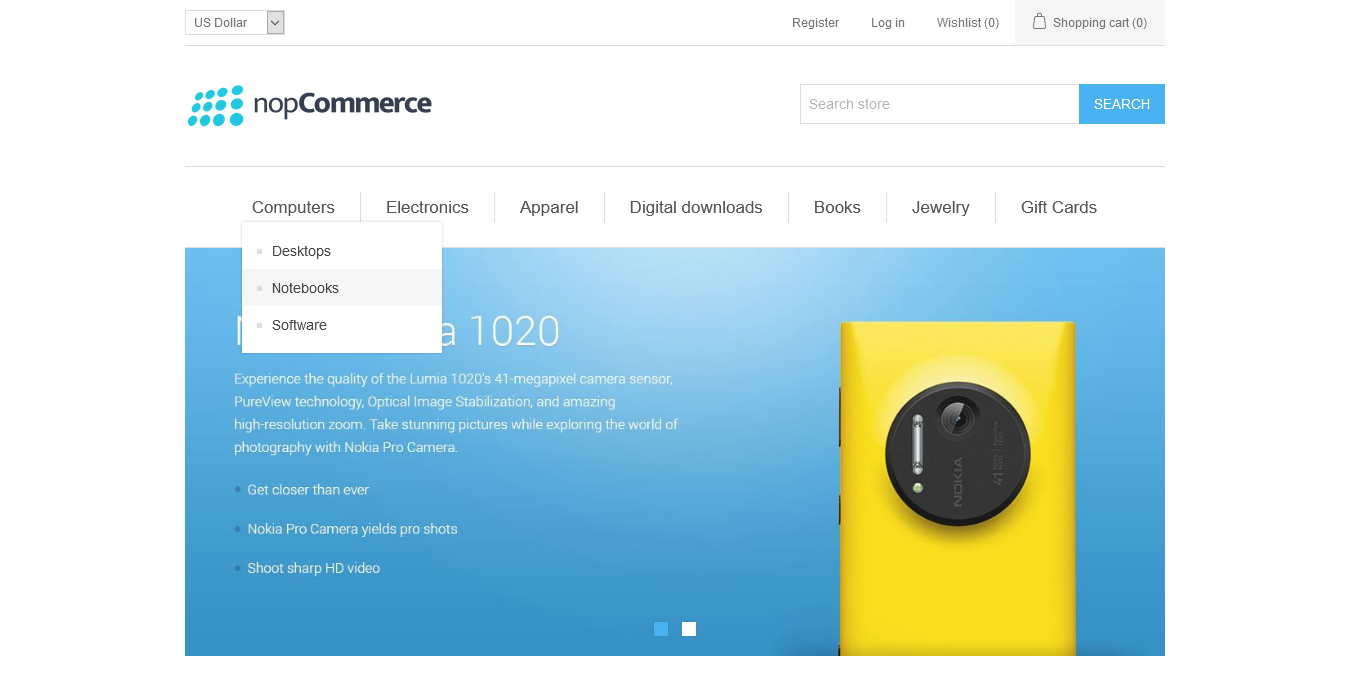 US Dollar
Register
Log in
Wishlist (0)
Shopping cart (0)
nopCommerce
Search store
SEARCH
Computers
Electronics
Apparel
Digital downloads
Books
Jewelry
Gift Cards
Desktops
Notebooks
Software
1020
Experience the quality of the Lumia 1020's 41-megapixel camera sensor,
PureView technology, Optical Image Stabilization, and amazing
high-resolution zoom. Take stunning pictures while exploring the world of
photography with Nokia Pro Camera.
Get closer than ever
Nokia Pro Camera yields pro shots
Shoot sharp HD video
NOKIA
41